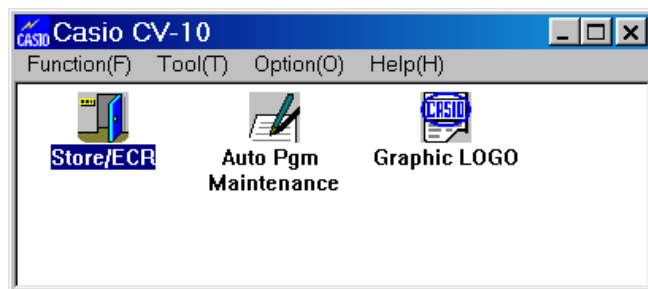 CASIO Casio CV-10
Function(F) Tool(T) Option(O) Help(H)
CASIO
Store/ECR Auto Pgm Graphic LOGO
Maintenance